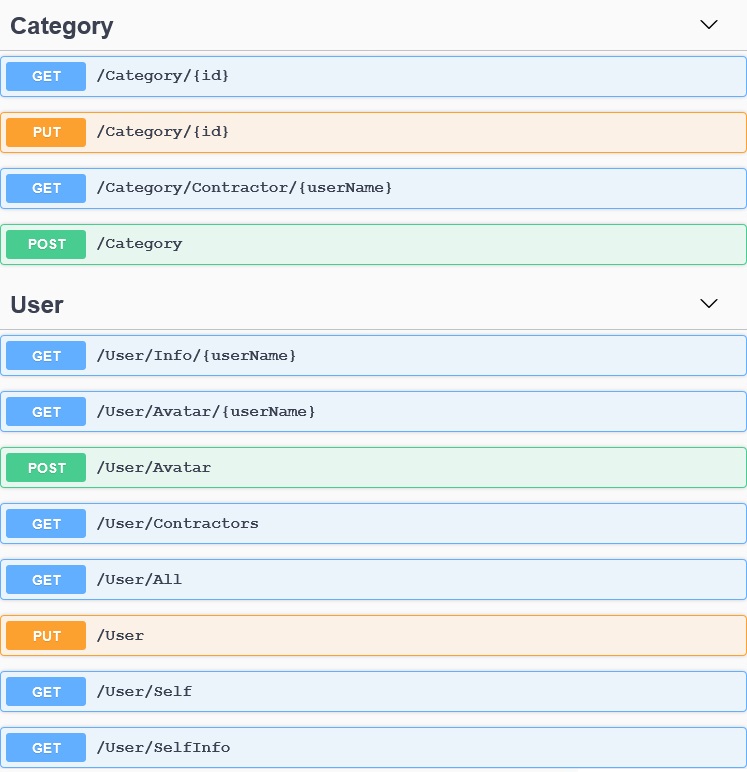 Category
GET /Category/{id}
PUT /Category/{id}
GET /Category/Contractor/{userName}
POST /Category
User
GET /User/Info/{userName}
GET /User/Avatar/{userName}
POST /User/Avatar
GET /User/Contractors
GET /User/All
PUT /User
GET /User/Self
GET /User/SelfInfo